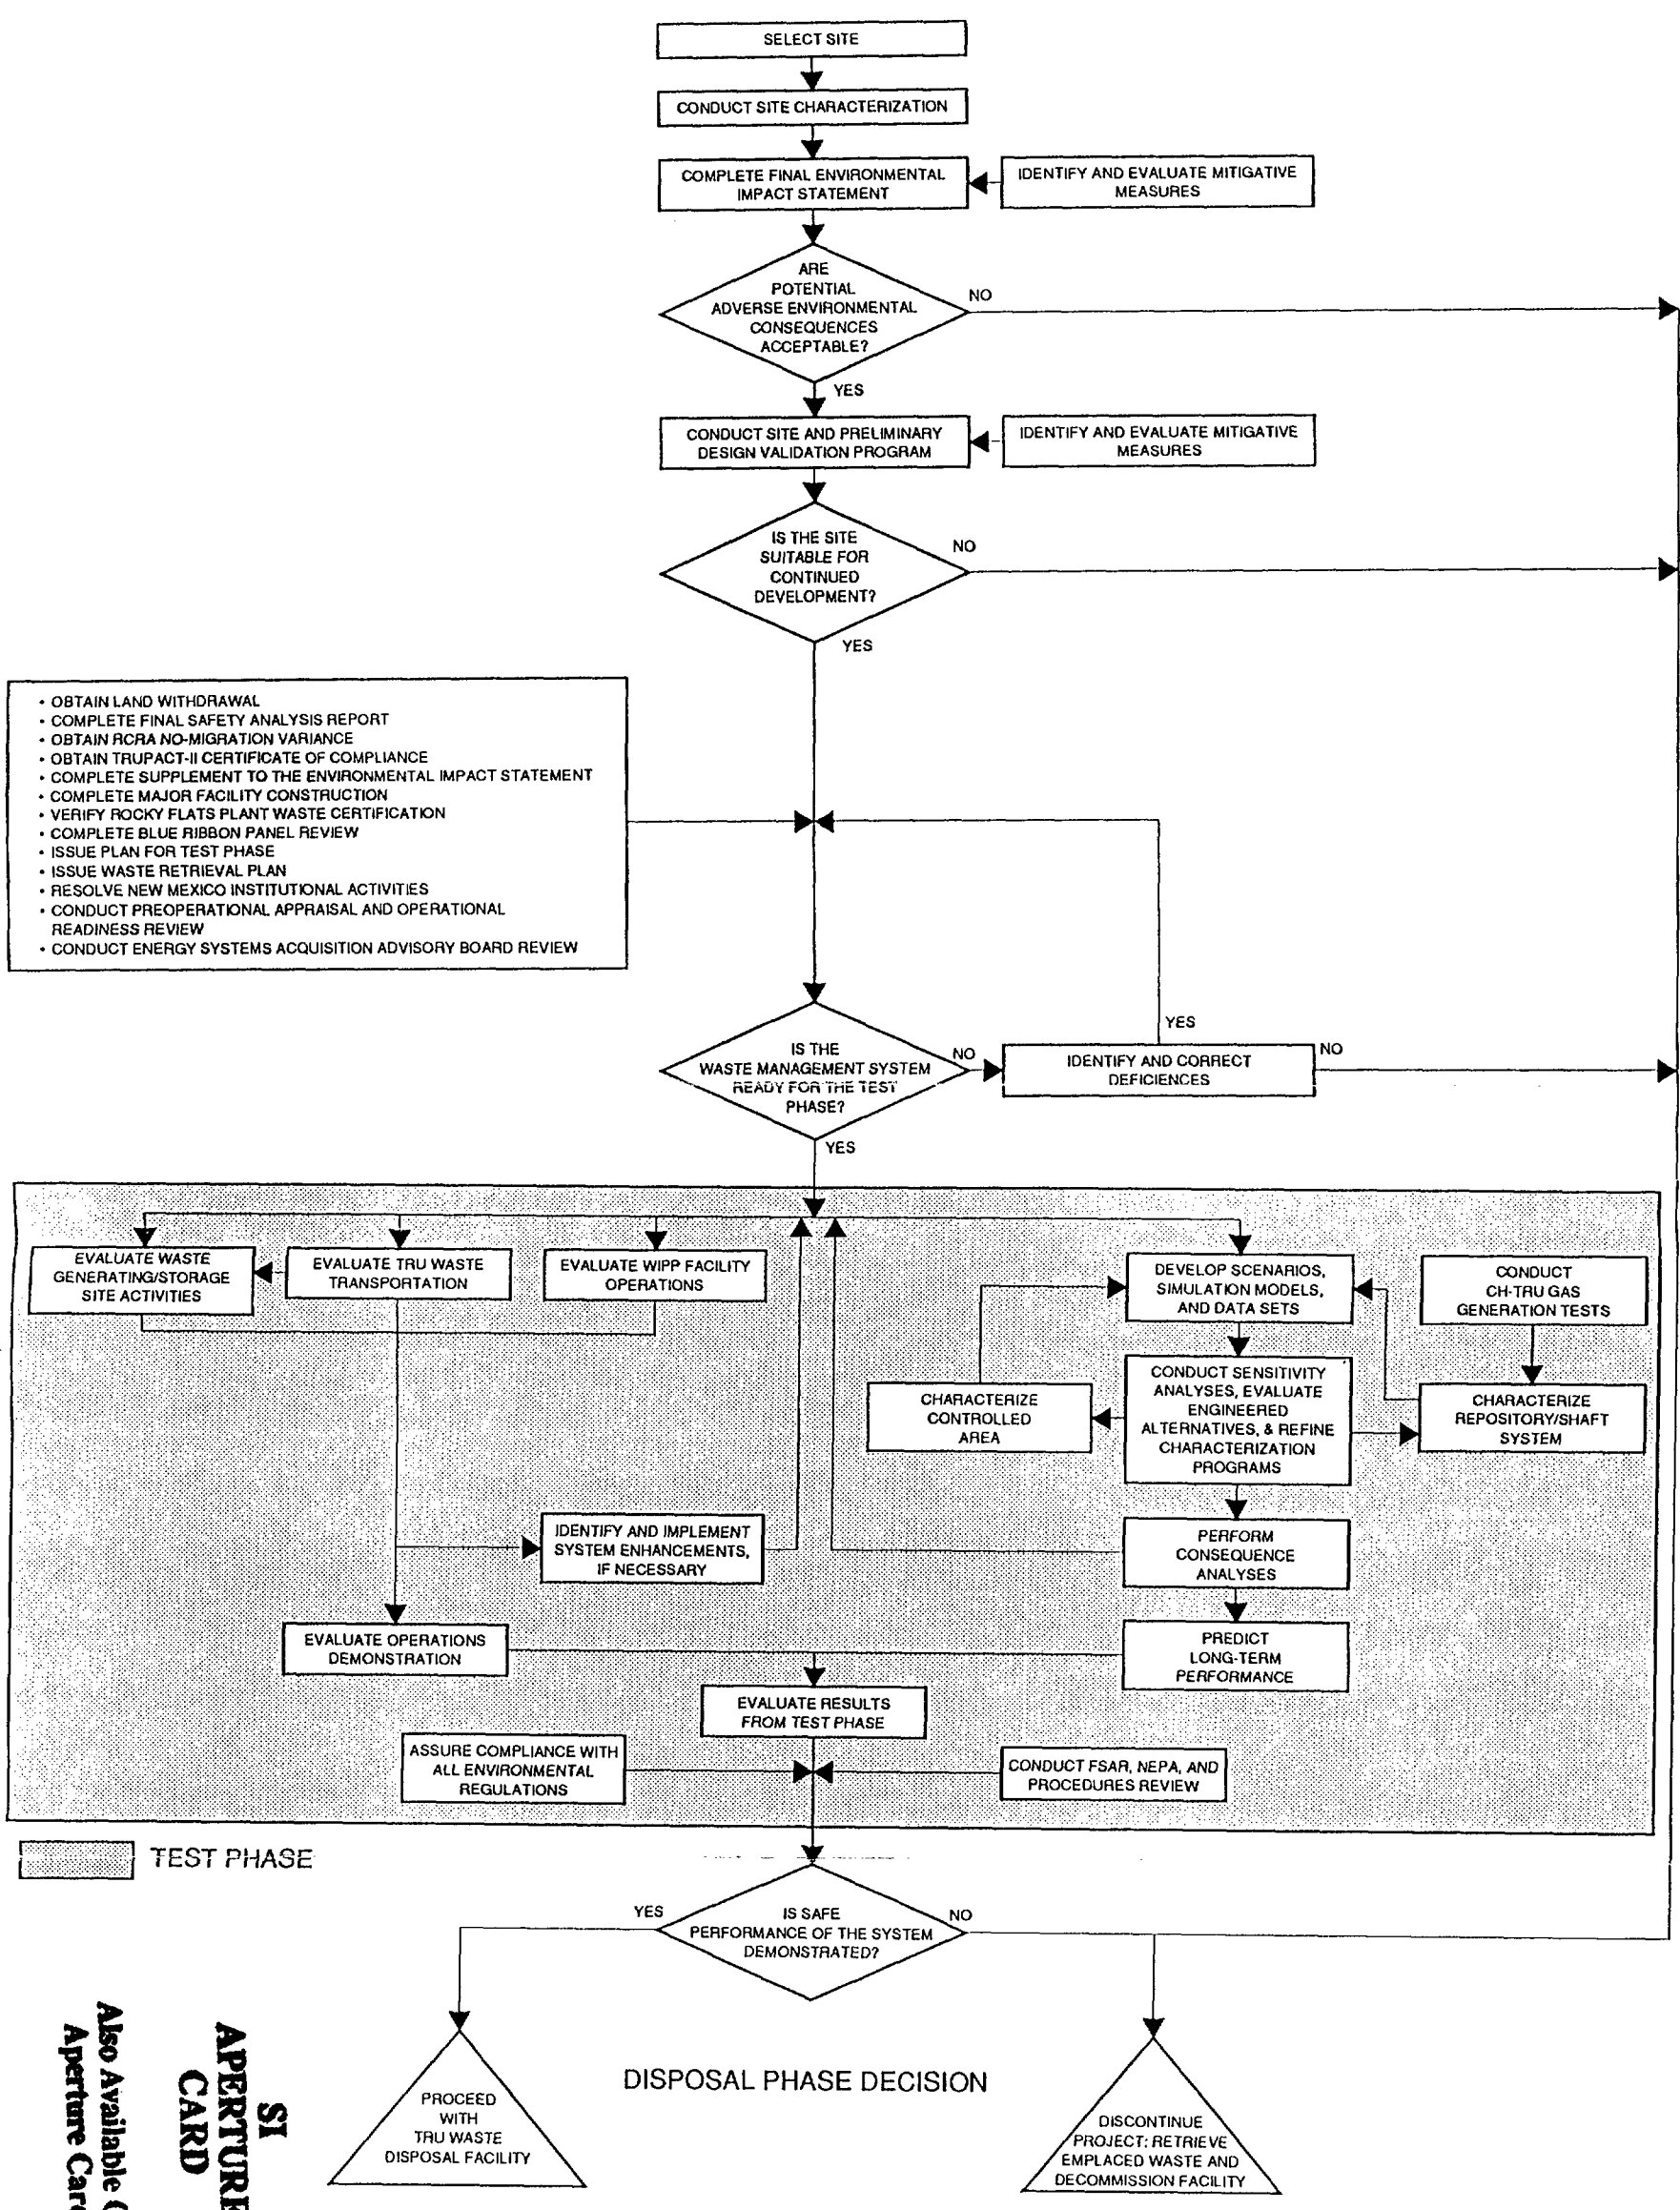 SELECT SITE
CONDUCT SITE CHARACTERIZATION
COMPLETE FINAL ENVIRONMENTAL
IMPACT STATEMENT
IDENTIFY AND EVALUATE MITIGATIVE
MEASURES
ARE
POTENTIAL
ADVERSE ENVIRONMENTAL
CONSEQUENCES
ACCEPTABLE?
NO
YES
CONDUCT SITE AND PRELIMINARY
DESIGN VALIDATION PROGRAM
IDENTIFY AND EVALUATE MITIGATIVE
MEASURES
IS THE SITE
SUITABLE FOR
CONTINUED
DEVELOPMENT?
NO
YES
• OBTAIN LAND WITHDRAWAL
• COMPLETE FINAL SAFETY ANALYSIS REPORT
• OBTAIN RCRA NO-MIGRATION VARIANCE
• OBTAIN TRUPACT-II CERTIFICATE OF COMPLIANCE
• COMPLETE SUPPLEMENT TO THE ENVIRONMENTAL IMPACT STATEMENT
• COMPLETE MAJOR FACILITY CONSTRUCTION
• VERIFY ROCKY FLATS PLANT WASTE CERTIFICATION
• COMPLETE BLUE RIBBON PANEL REVIEW
• ISSUE PLAN FOR TEST PHASE
• ISSUE WASTE RETRIEVAL PLAN
• RESOLVE NEW MEXICO INSTITUTIONAL ACTIVITIES
• CONDUCT PREOPERATIONAL APPRAISAL AND OPERATIONAL
READINESS REVIEW
• CONDUCT ENERGY SYSTEMS ACQUISITION ADVISORY BOARD REVIEW
IS THE
WASTE MANAGEMENT SYSTEM
READY FOR THE TEST
PHASE?
NO
YES
IDENTIFY AND CORRECT
DEFICIENCES
YES
NO
EVALUATE WASTE
GENERATING/STORAGE
SITE ACTIVITIES
EVALUATE TRU WASTE
TRANSPORTATION
EVALUATE WIPP FACILITY
OPERATIONS
DEVELOP SCENARIOS,
SIMULATION MODELS,
AND DATA SETS
CONDUCT
CH-TRU GAS
GENERATION TESTS
CHARACTERIZE
CONTROLLED
AREA
CONDUCT SENSITIVITY
ANALYSES, EVALUATE
ENGINEERED
ALTERNATIVES, & REFINE
CHARACTERIZATION
PROGRAMS
CHARACTERIZE
REPOSITORY/SHAFT
SYSTEM
IDENTIFY AND IMPLEMENT
SYSTEM ENHANCEMENTS,
IF NECESSARY
PERFORM
CONSEQUENCE
ANALYSES
EVALUATE OPERATIONS
DEMONSTRATION
PREDICT
LONG-TERM
PERFORMANCE
EVALUATE RESULTS
FROM TEST PHASE
ASSURE COMPLIANCE WITH
ALL ENVIRONMENTAL
REGULATIONS
CONDUCT FSAR, NEPA, AND
PROCEDURES REVIEW
TEST PHASE
IS SAFE
PERFORMANCE OF THE SYSTEM
DEMONSTRATED?
YES
NO
PROCEED
WITH
TRU WASTE
DISPOSAL FACILITY
DISPOSAL PHASE DECISION
DISCONTINUE
PROJECT: RETRIEVE
EMPLACED WASTE AND
DECOMMISSION FACILITY
SI
APERTURE
CARD
Also Available
Aperture